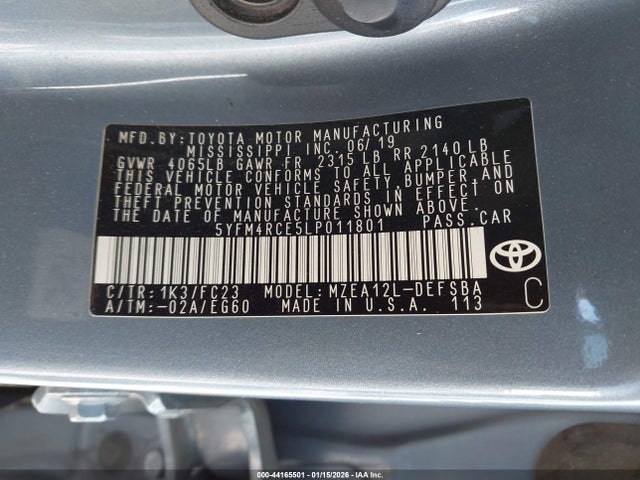 MFD.BY:TOYOTA MOTOR MANUFACTURING
MISSISSIPPI INC. 06/19
GVWR 4065LB GAWR FR 2315 LB RR 2140 LB
THIS VEHICLE CONFORMS TO ALL APPLICABLE
FEDERAL MOTOR VEHICLE SAFETY, BUMPER, AND
THEFT PREVENTION STANDARDS IN EFFECT ON
THE DATE OF MANUFACTURE SHOWN ABOVE.
5YFM4RCE5LP011801 PASS.CAR
C/TR: 1K3/FC23 MODEL: MZEA12L-DEFSBA
A/TM: -02A/EG60 MADE IN U.S.A. 113
C
000-44165501 - 01/15/2026 - IAAI.com